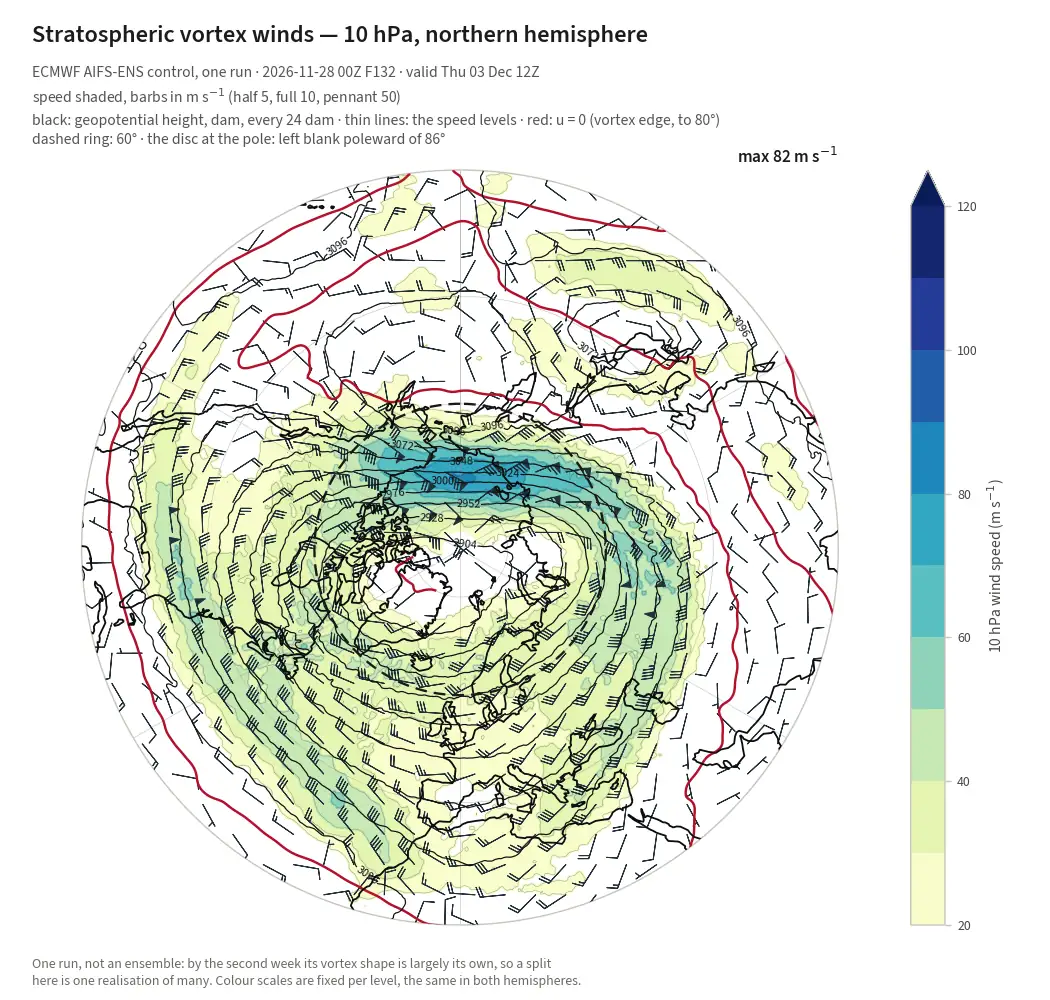 Stratospheric vortex winds — 10 hPa, northern hemisphere
ECMWF AIFS-ENS control, one run · 2026-11-28 00Z F132 · valid Thu 03 Dec 12Z
speed shaded, barbs in m s⁻¹ (half 5, full 10, pennant 50)
black: geopotential height, dam, every 24 dam · thin lines: the speed levels · red: u = 0 (vortex edge, to 80°)
dashed ring: 60° · the disc at the pole: left blank poleward of 86°
max 82 m s⁻¹
120
100
80
60
40
20
10 hPa wind speed (m s⁻¹)
3096
3096
3096
3072
3048
3024
3000
2952
2928
2904
One run, not an ensemble: by the second week its vortex shape is largely its own, so a split
here is one realisation of many. Colour scales are fixed per level, the same in both hemispheres.